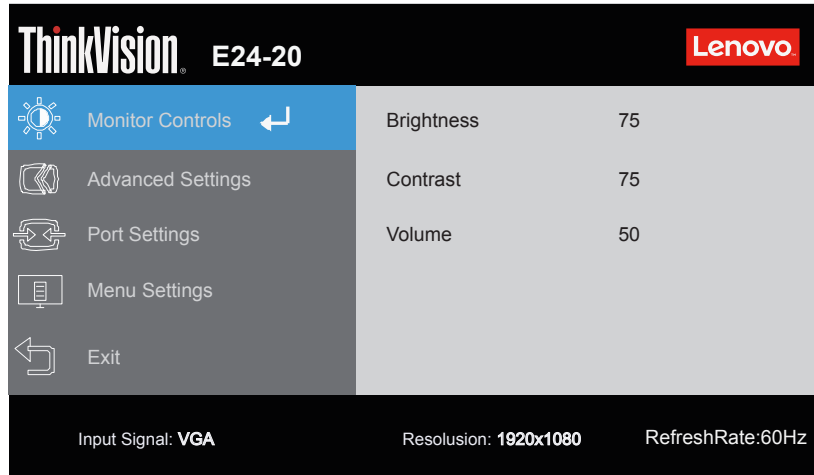 ThinkVision® E24-20
Lenovo
Monitor Controls
Brightness 75
Advanced Settings
Contrast 75
Port Settings
Volume 50
Menu Settings
Exit
Input Signal: VGA
Resolusion: 1920x1080
RefreshRate:60Hz